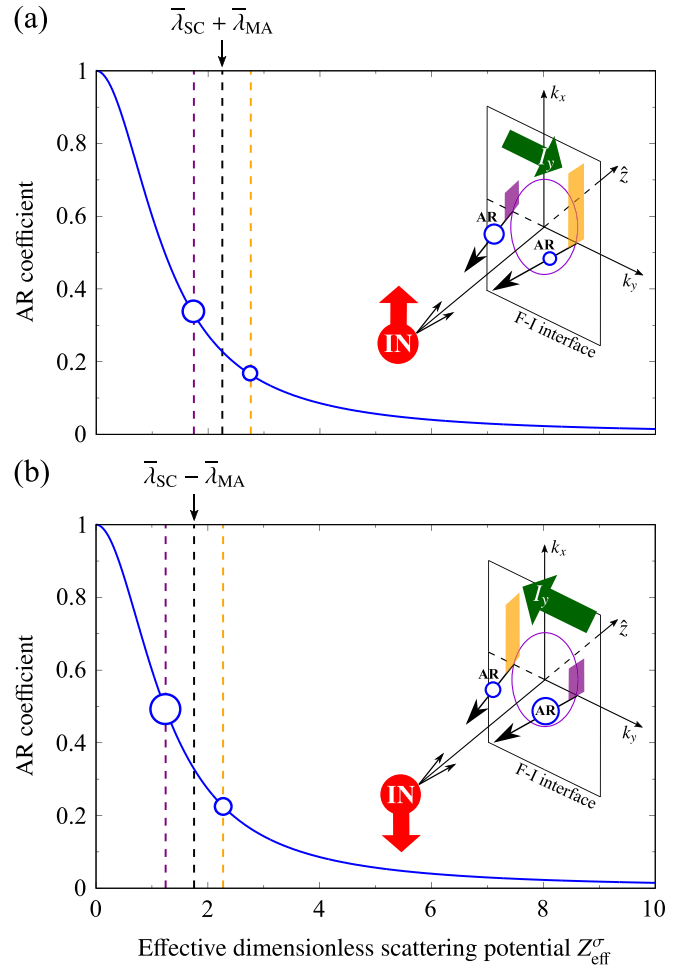 (a)
λ̅SC + λ̅MA
1
0.8
0.6
0.4
0.2
0
AR coefficient
kx
Iy
ẑ
AR
AR
ky
F-I interface
IN
(b)
λ̅SC − λ̅MA
1
0.8
0.6
0.4
0.2
0
AR coefficient
kx
Iy
ẑ
AR
AR
ky
F-I interface
IN
0 2 4 6 8 10
Effective dimensionless scattering potential Zσeff